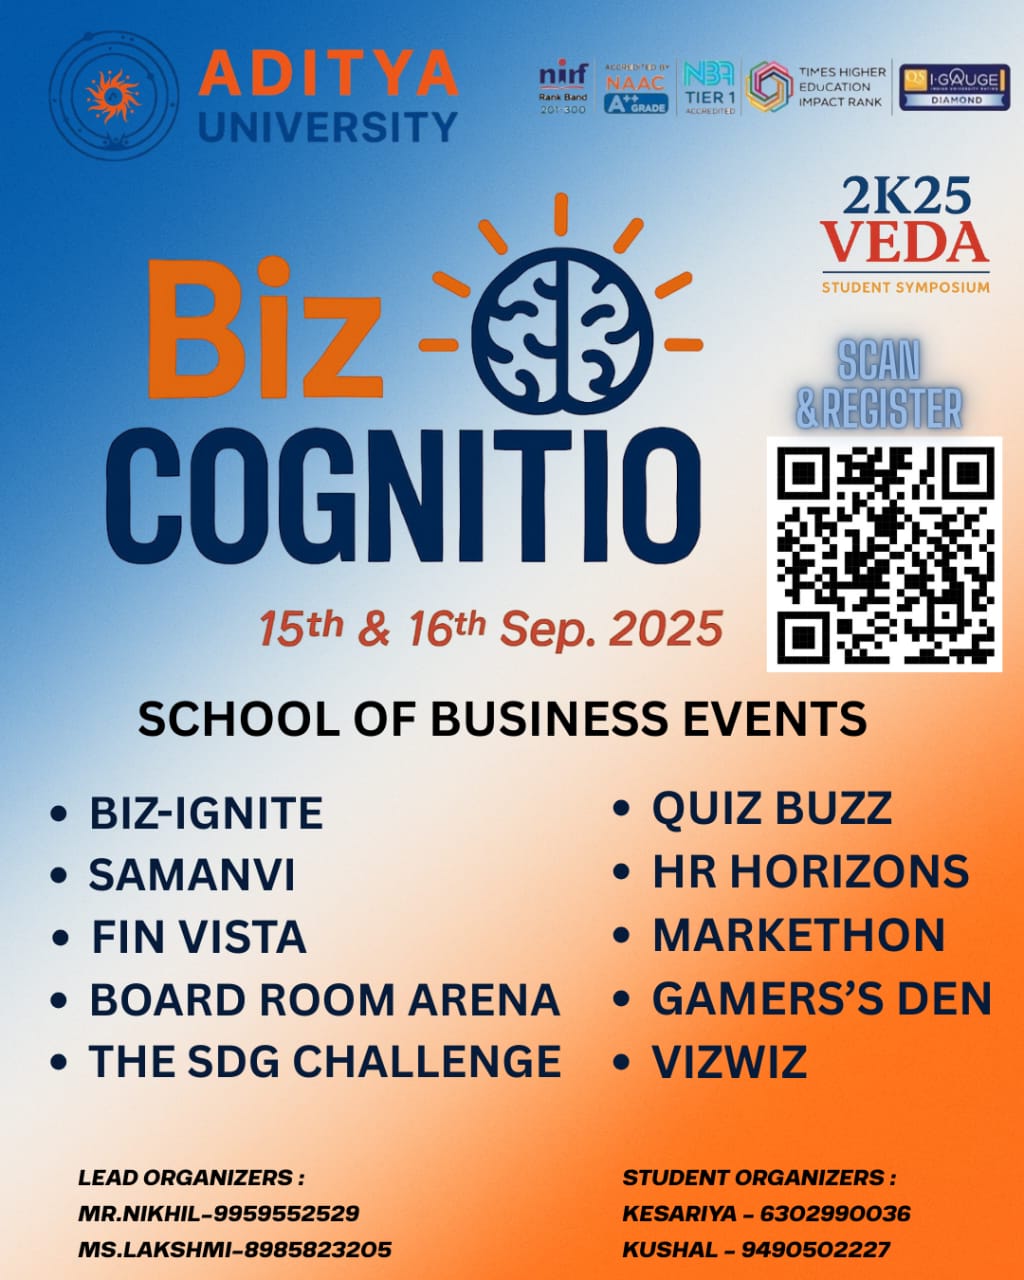 ADITYA
UNIVERSITY
nirf
Rank Band
201-300
ACCREDITED BY
NAAC
A++ GRADE
NBA
TIER 1
ACCREDITED
TIMES HIGHER
EDUCATION
IMPACT RANK
QS I·GAUGE
INDIAN UNIVERSITY RATING
DIAMOND
2K25
VEDA
STUDENT SYMPOSIUM
Biz
COGNITIO
SCAN
&REGISTER
15th & 16th Sep. 2025
SCHOOL OF BUSINESS EVENTS
• BIZ-IGNITE
• SAMANVI
• FIN VISTA
• BOARD ROOM ARENA
• THE SDG CHALLENGE
• QUIZ BUZZ
• HR HORIZONS
• MARKETHON
• GAMERS’S DEN
• VIZWIZ
LEAD ORGANIZERS :
MR.NIKHIL-9959552529
MS.LAKSHMI-8985823205
STUDENT ORGANIZERS :
KESARIYA - 6302990036
KUSHAL - 9490502227